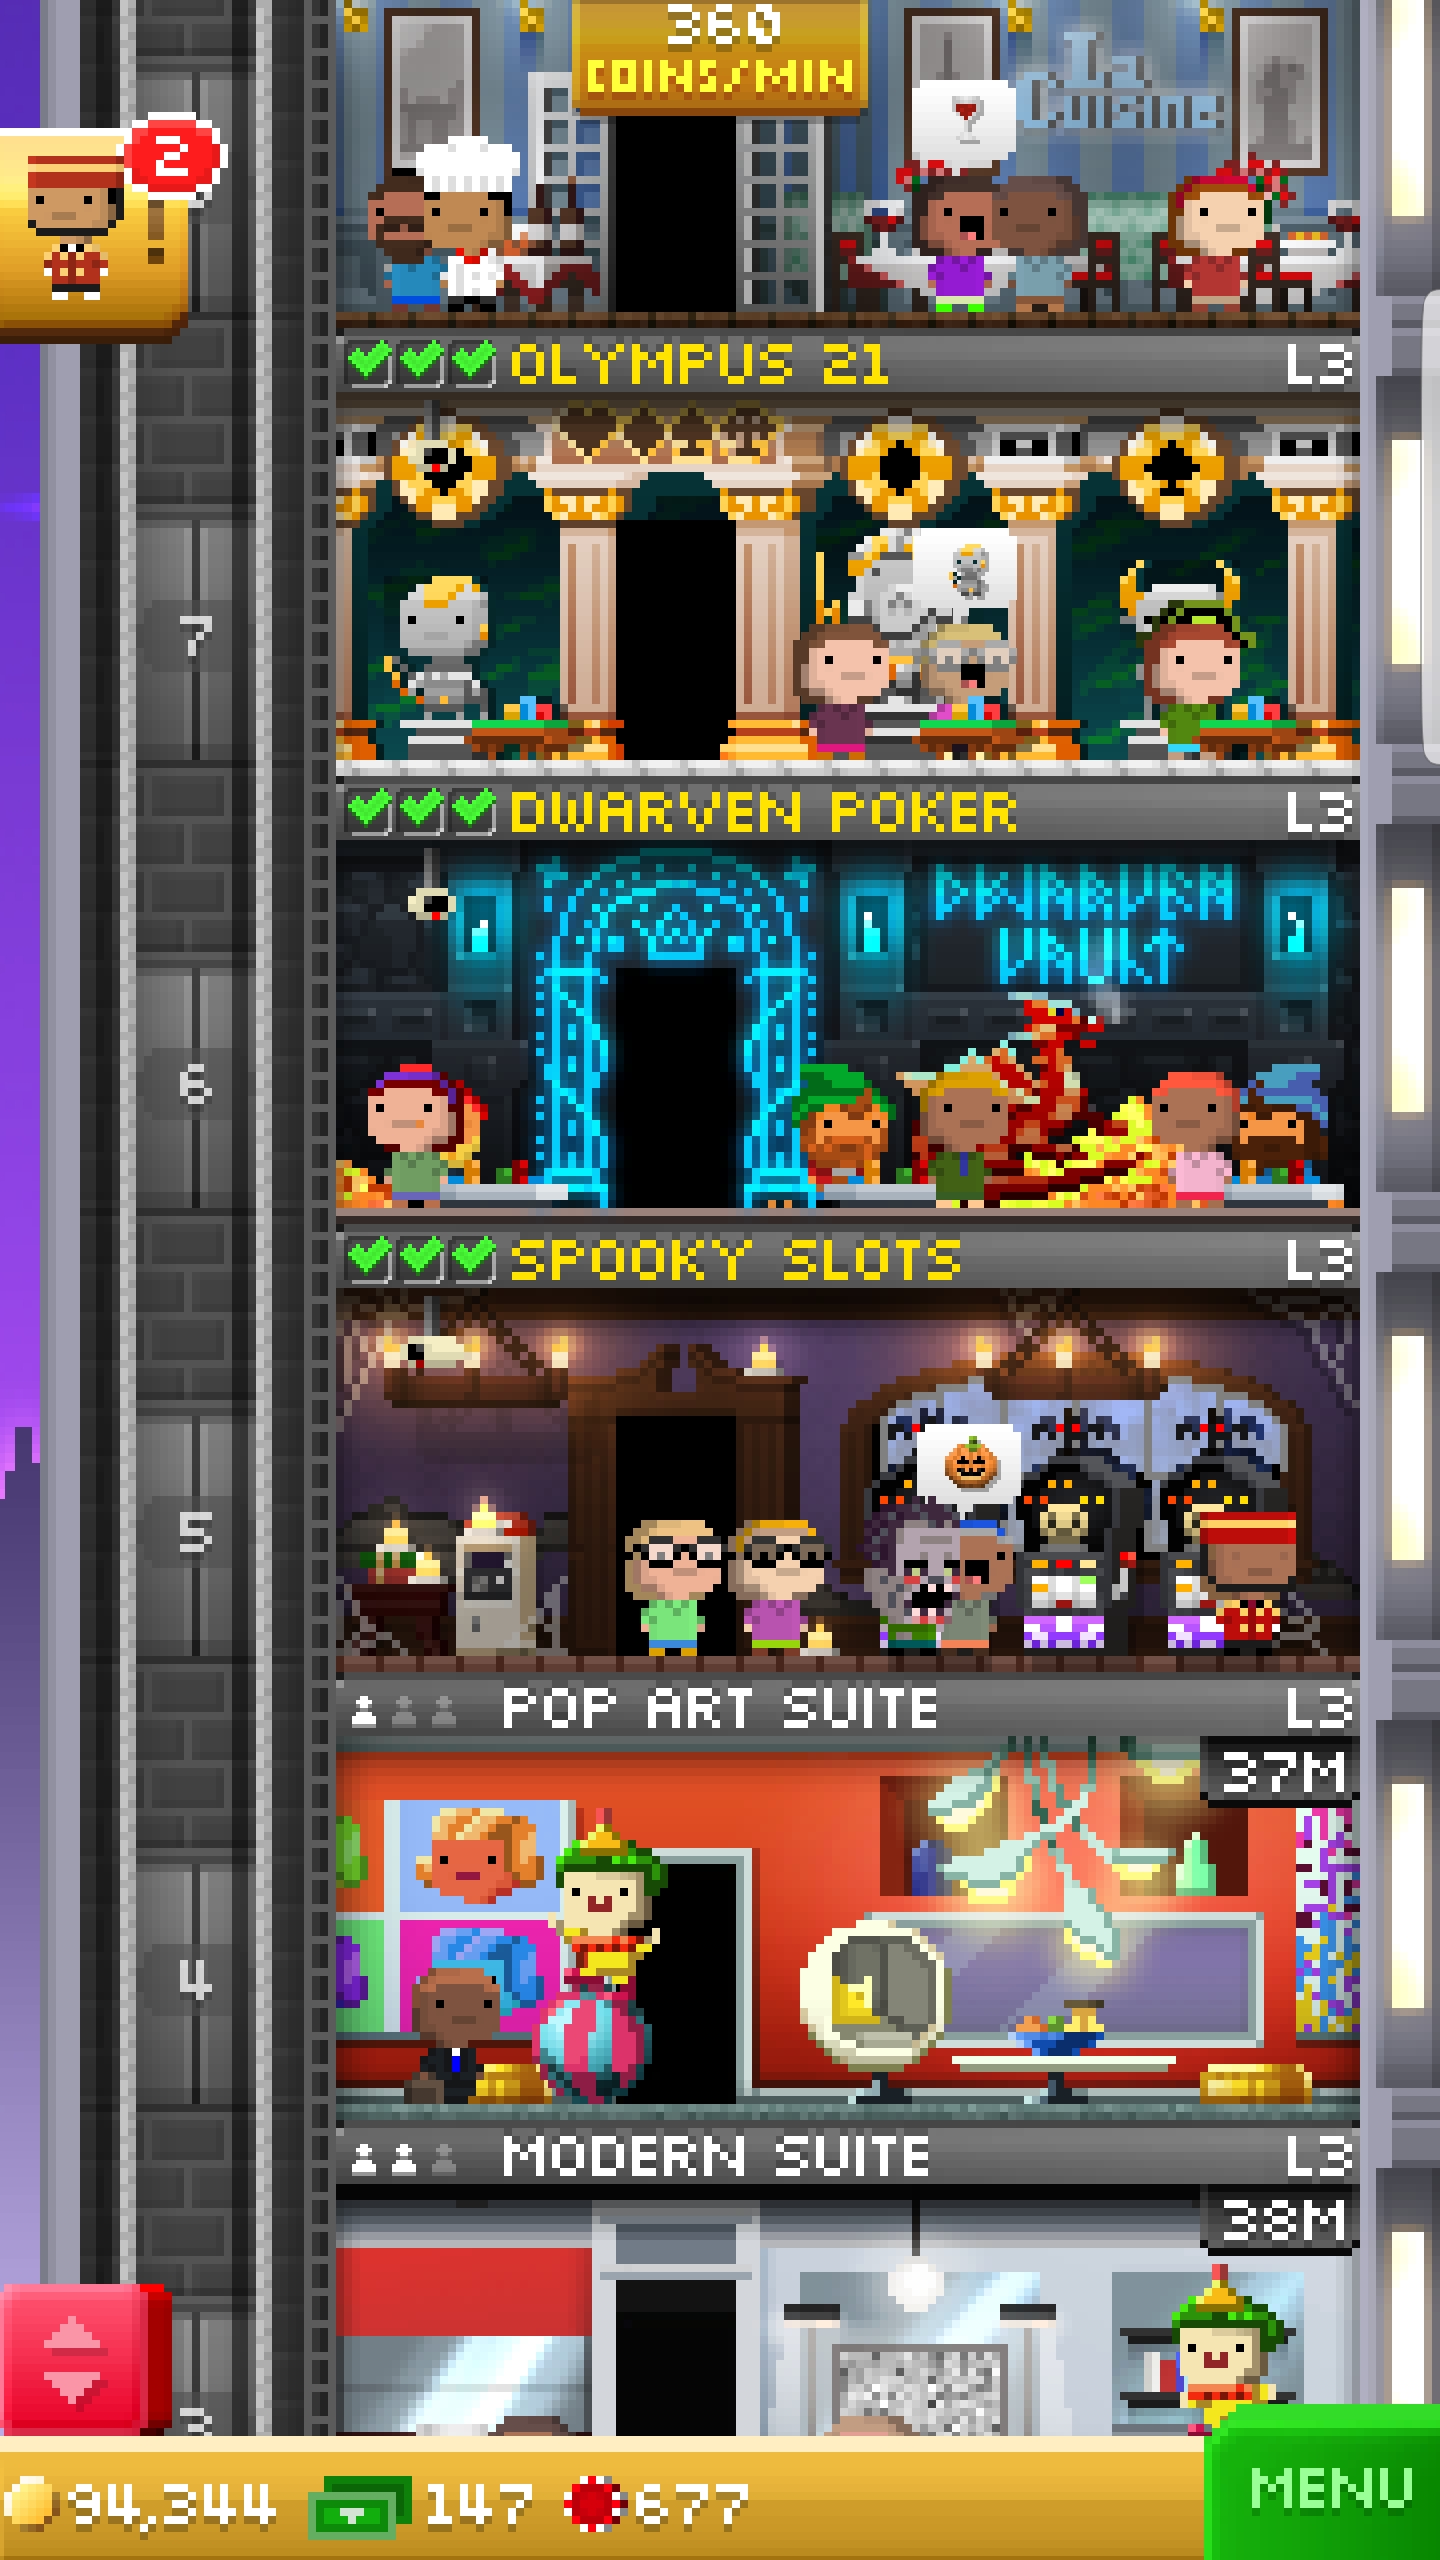 360
COINS/MIN
La
Cuisine
2
OLYMPUS 21
L3
7
DWARVEN POKER
L3
DWARVEN
VAULT
6
SPOOKY SLOTS
L3
5
POP ART SUITE
L3
37M
4
MODERN SUITE
L3
38M
3
94,344
147
677
MENU